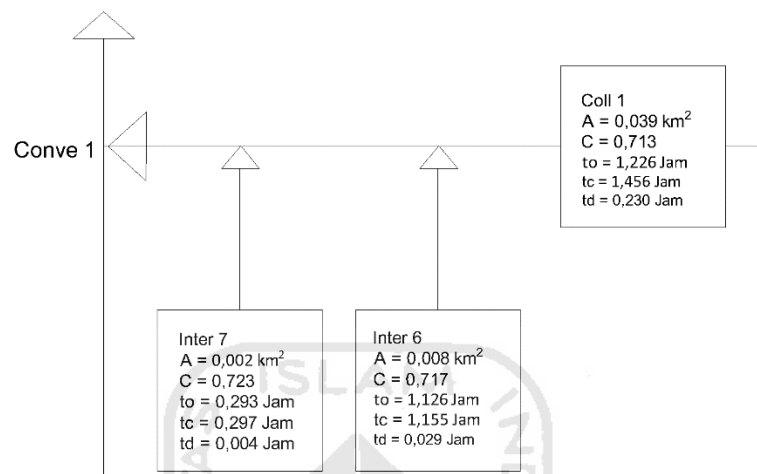 Conve 1
Coll 1
A = 0,039 km²
C = 0,713
to = 1,226 Jam
tc = 1,456 Jam
td = 0,230 Jam
Inter 7
A = 0,002 km²
C = 0,723
to = 0,293 Jam
tc = 0,297 Jam
td = 0,004 Jam
Inter 6
A = 0,008 km²
C = 0,717
to = 1,126 Jam
tc = 1,155 Jam
td = 0,029 Jam
ISLAM